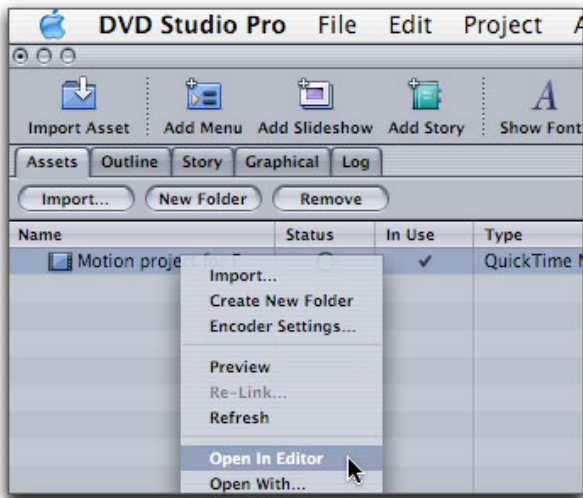 DVD Studio Pro File Edit Project
Import Asset Add Menu Add Slideshow Add Story Show Font
Assets Outline Story Graphical Log
Import... New Folder Remove
Name Status In Use Type
Motion project for QuickTime
Import...
Create New Folder
Encoder Settings...
Preview
Re-Link...
Refresh
Open In Editor
Open With...